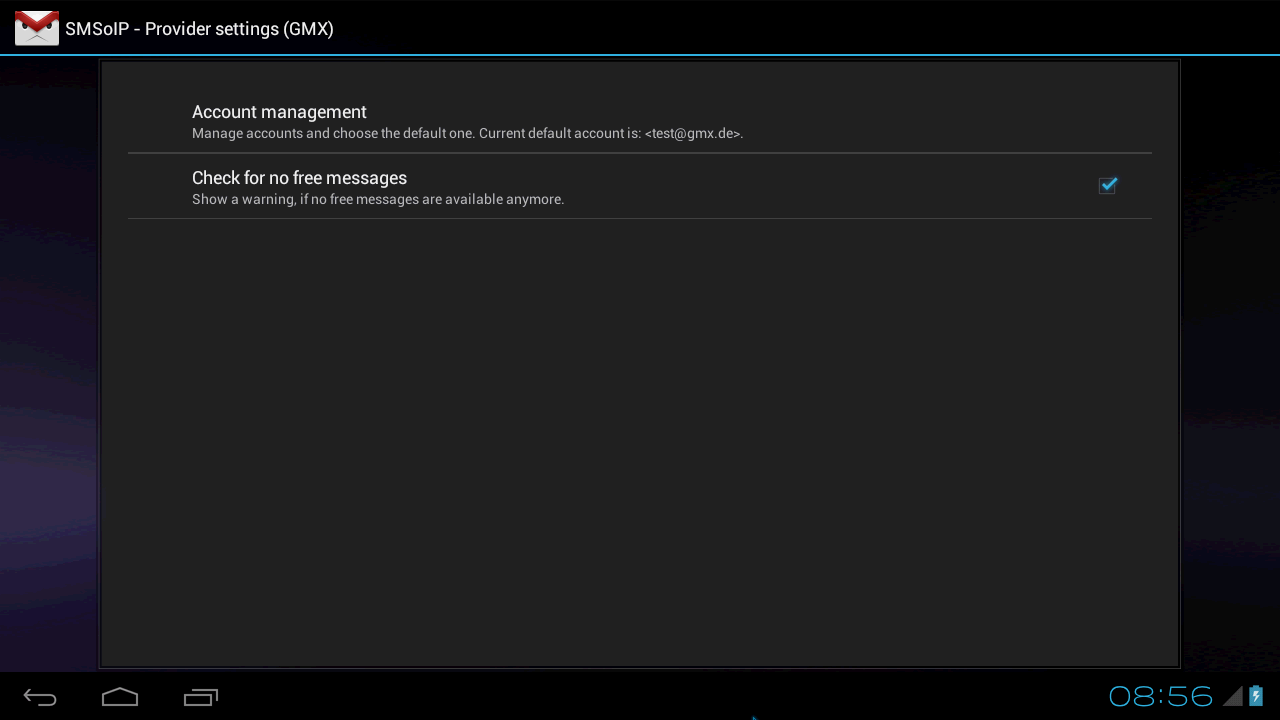 SMSoIP - Provider settings (GMX)
Account management
Manage accounts and choose the default one. Current default account is: <test@gmx.de>.
Check for no free messages
Show a warning, if no free messages are available anymore.
08:56